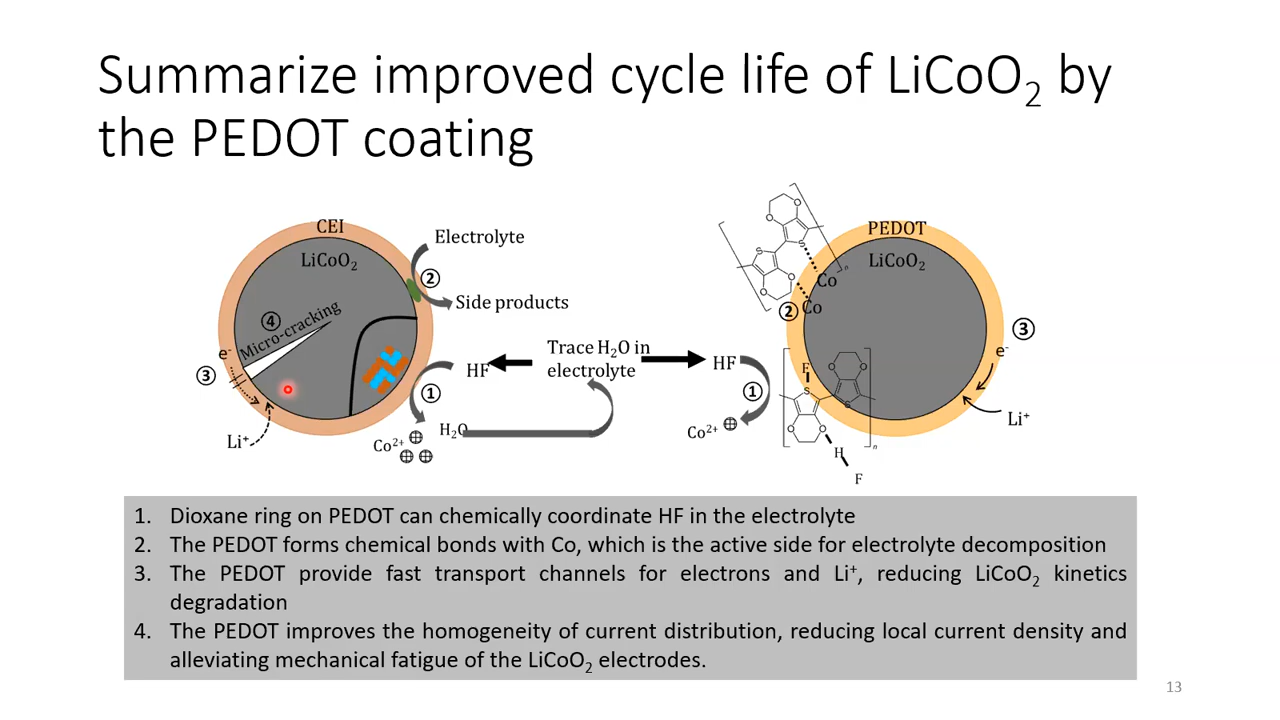 Summarize improved cycle life of LiCoO₂ by
the PEDOT coating
CEI
LiCoO₂
④
Micro-cracking
e⁻
③
Li⁺
Electrolyte
②
Side products
HF
①
H₂O
Co²⁺
Trace H₂O in
electrolyte
HF
①
Co²⁺
PEDOT
LiCoO₂
O
O
S
S
O
O
n
Co
Co
②
③
e⁻
Li⁺
F
S
S
O
O
O
O
n
H
F
1. Dioxane ring on PEDOT can chemically coordinate HF in the electrolyte
2. The PEDOT forms chemical bonds with Co, which is the active side for electrolyte decomposition
3. The PEDOT provide fast transport channels for electrons and Li⁺, reducing LiCoO₂ kinetics
degradation
4. The PEDOT improves the homogeneity of current distribution, reducing local current density and
alleviating mechanical fatigue of the LiCoO₂ electrodes.
13